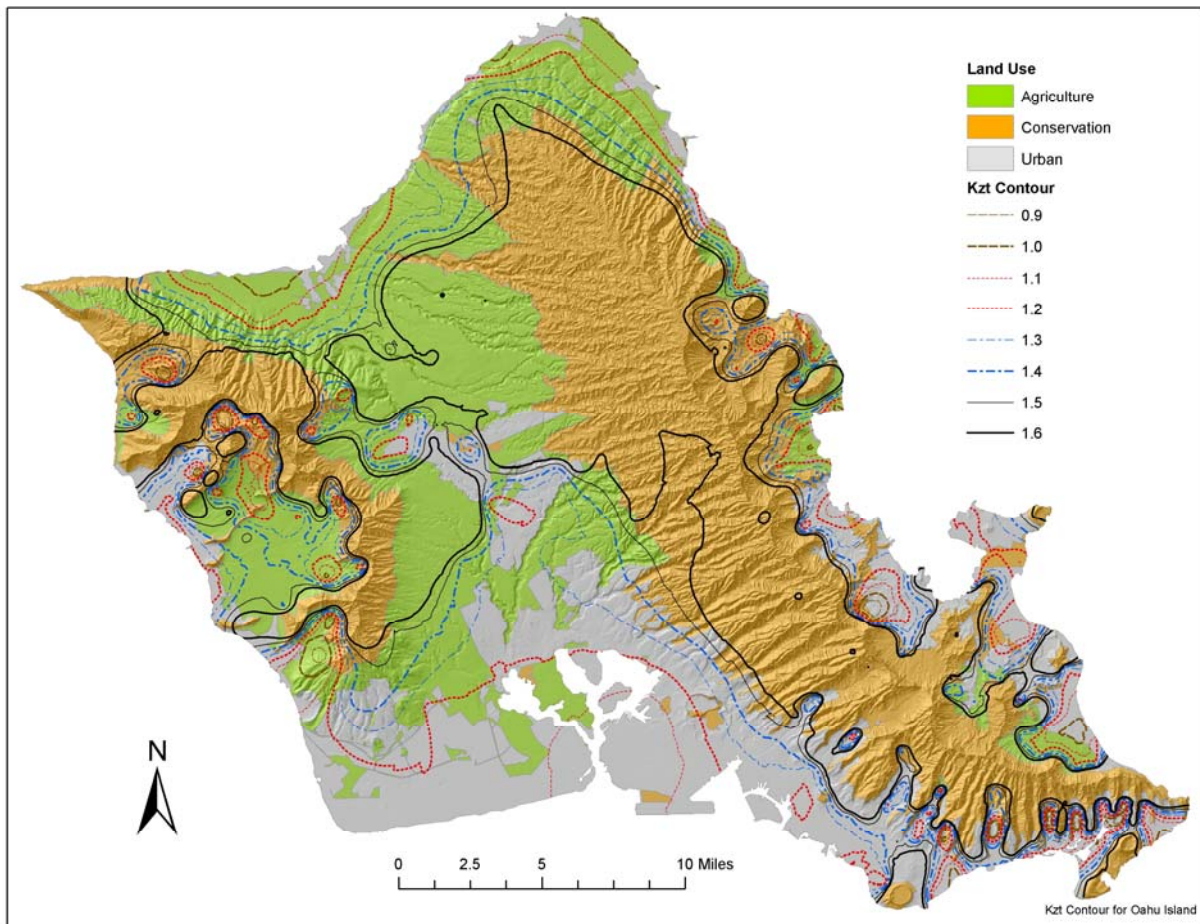 Land Use
Agriculture
Conservation
Urban
Kzt Contour
0.9
1.0
1.1
1.2
1.3
1.4
1.5
1.6
N
0 2.5 5 10 Miles
Kzt Contour for Oahu Island